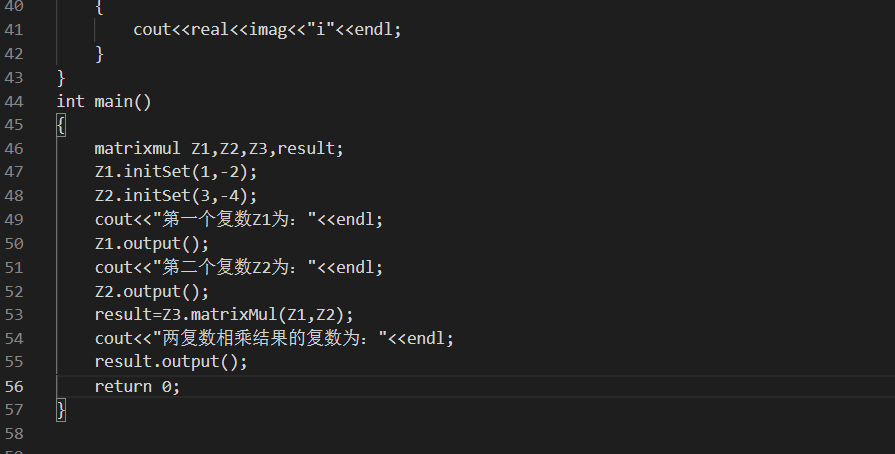 40 {
41 cout<<real<<imag<<"i"<<endl;
42 }
43 }
44 int main()
45 {
46 matrixmul Z1,Z2,Z3,result;
47 Z1.initSet(1,-2);
48 Z2.initSet(3,-4);
49 cout<<"第一个复数Z1为："<<endl;
50 Z1.output();
51 cout<<"第二个复数Z2为："<<endl;
52 Z2.output();
53 result=Z3.matrixMul(Z1,Z2);
54 cout<<"两复数相乘结果的复数为："<<endl;
55 result.output();
56 return 0;
57 }
58